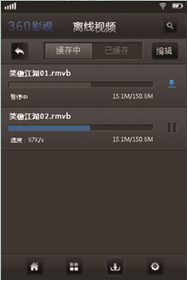 360影视 离线视频
缓存中 已缓存 编辑
笑傲江湖01.rmvb
暂停中 15.1M/150.8M
笑傲江湖02.rmvb
速度：87K/s 15.1M/150.8M